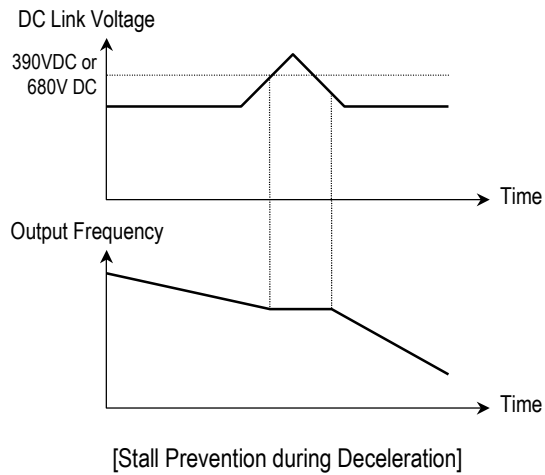 DC Link Voltage
390VDC or
680V DC
Time
Output Frequency
Time
[Stall Prevention during Deceleration]